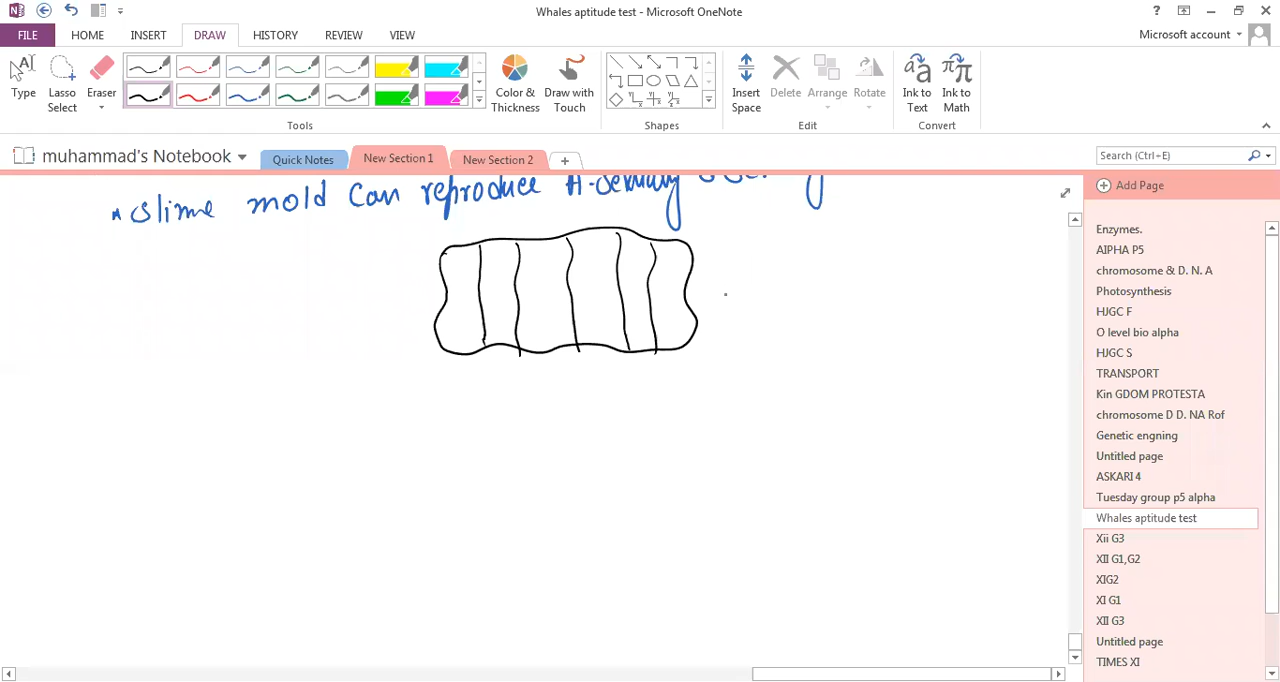 Whales aptitude test - Microsoft OneNote
FILE HOME INSERT DRAW HISTORY REVIEW VIEW
Microsoft account
Type
Lasso Select
Eraser
Color & Thickness
Draw with Touch
Insert Space
Delete
Arrange
Rotate
Ink to Text
Ink to Math
Tools
Shapes
Edit
Convert
muhammad's Notebook
Quick Notes
New Section 1
New Section 2
Search (Ctrl+E)
Add Page
slime mold Can reproduce A-sexually
Enzymes.
AIPHA P5
chromosome & D. N. A
Photosynthesis
HJGC F
O level bio alpha
HJGC S
TRANSPORT
Kin GDOM PROTESTA
chromosome D D. NA Rof
Genetic engning
Untitled page
ASKARI 4
Tuesday group p5 alpha
Whales aptitude test
Xii G3
XII G1,G2
XIG2
XI G1
XII G3
Untitled page
TIMES XI